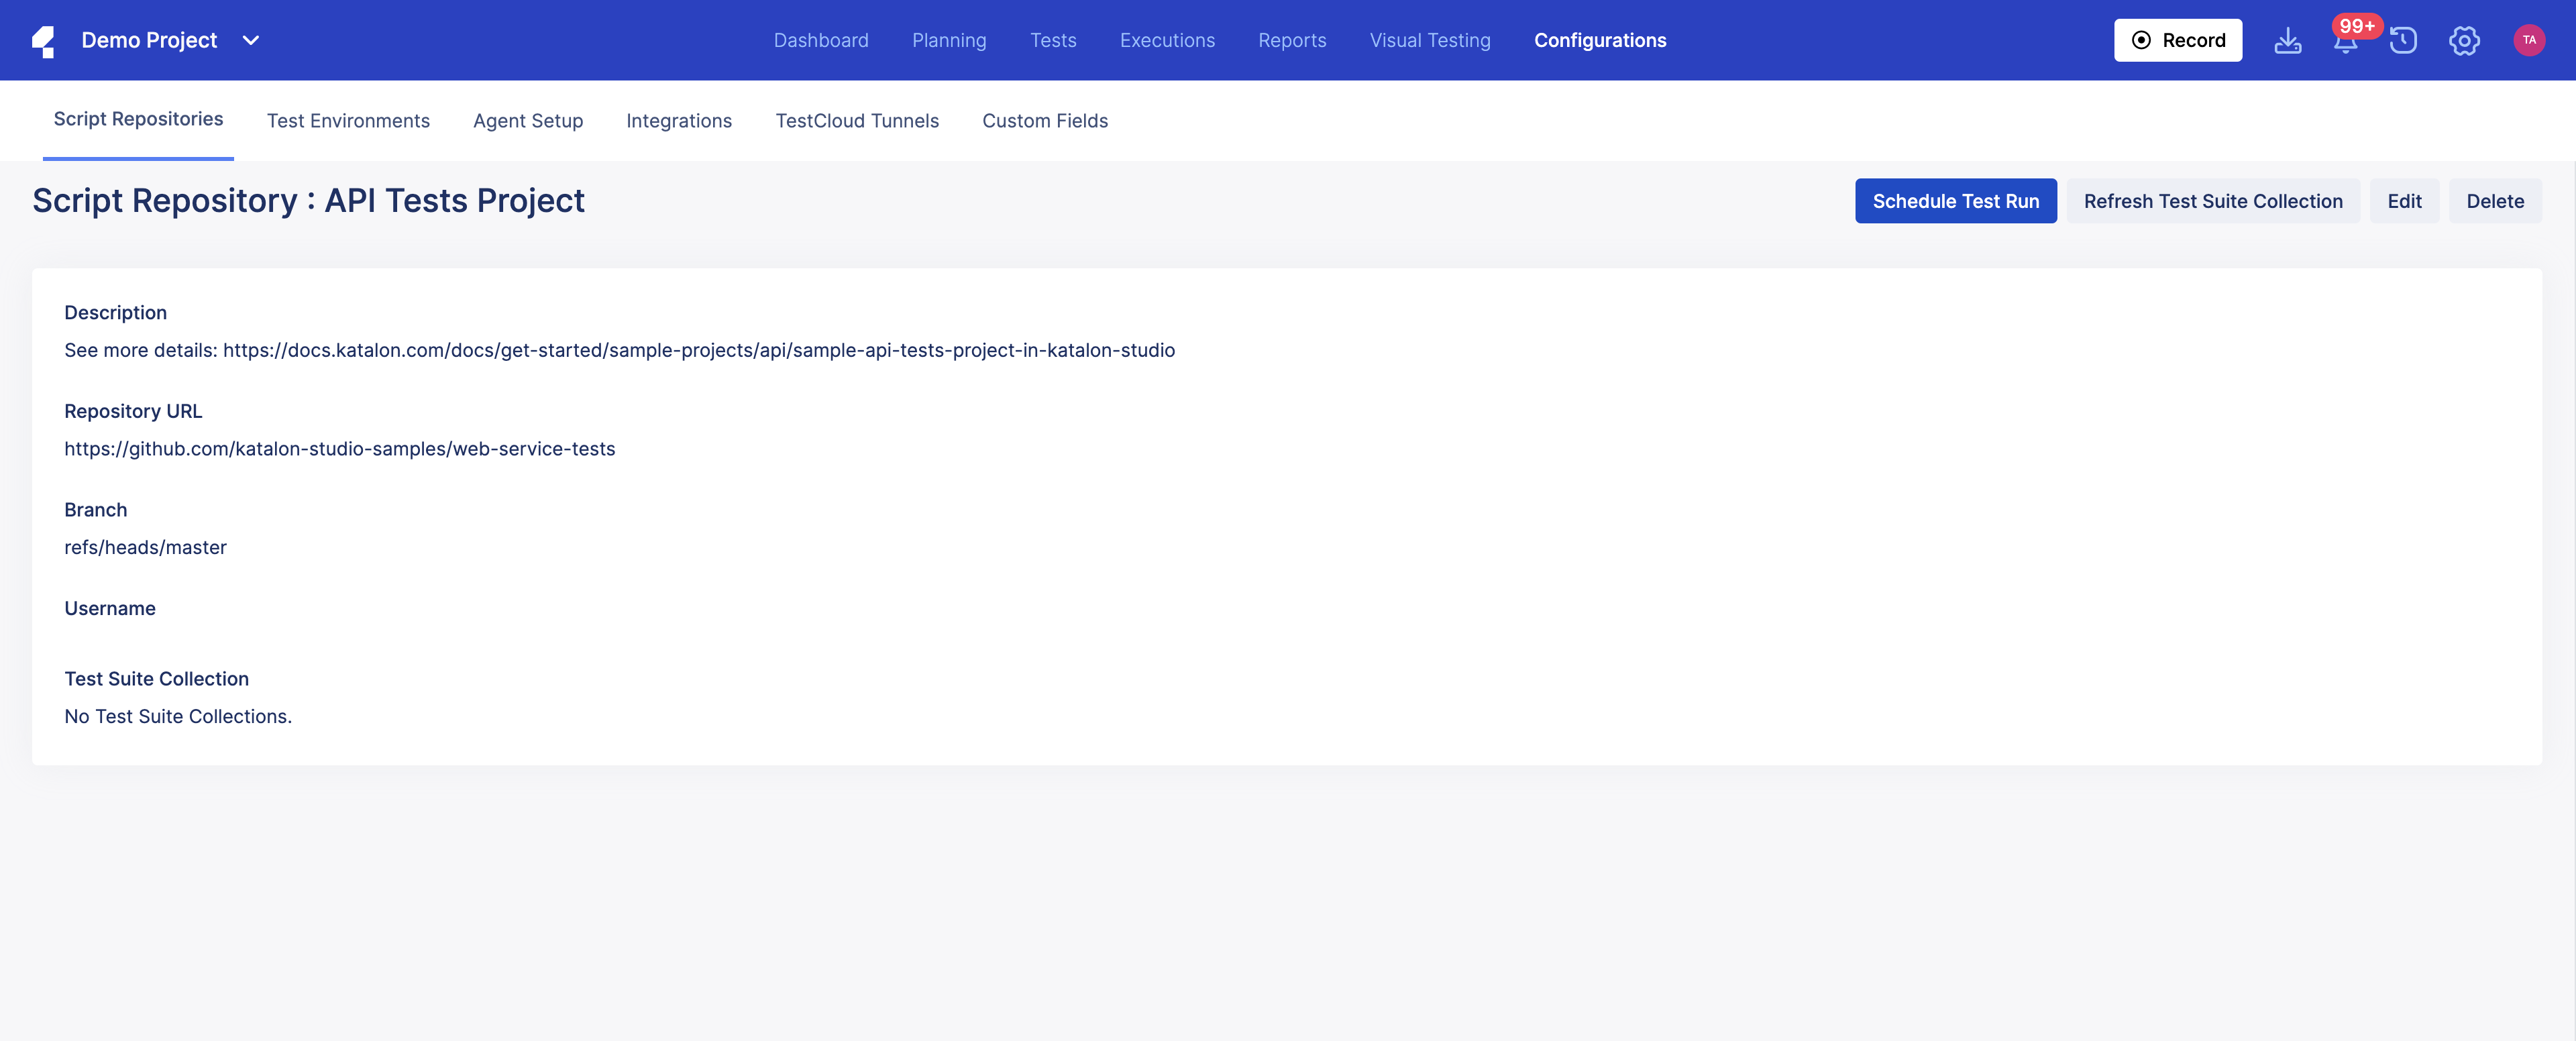 Demo Project
Dashboard Planning Tests Executions Reports Visual Testing Configurations
Record 99+ TA
Script Repositories Test Environments Agent Setup Integrations TestCloud Tunnels Custom Fields
Script Repository : API Tests Project
Schedule Test Run Refresh Test Suite Collection Edit Delete
Description
See more details: https://docs.katalon.com/docs/get-started/sample-projects/api/sample-api-tests-project-in-katalon-studio
Repository URL
https://github.com/katalon-studio-samples/web-service-tests
Branch
refs/heads/master
Username
Test Suite Collection
No Test Suite Collections.